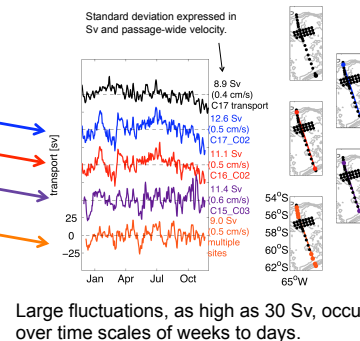 Standard deviation expressed in
Sv and passage-wide velocity.
8.9 Sv
(0.4 cm/s)
C17 transport
12.6 Sv
(0.5 cm/s)
C17_C02
11.1 Sv
(0.5 cm/s)
C16_C02
11.4 Sv
(0.6 cm/s)
C15_C03
9.0 Sv
(0.5 cm/s)
multiple
sites
transport [sv]
25
0
−25
Jan Apr Jul Oct
54°S
56°S
58°S
60°S
62°S
65°W
Large fluctuations, as high as 30 Sv, occu
over time scales of weeks to days.